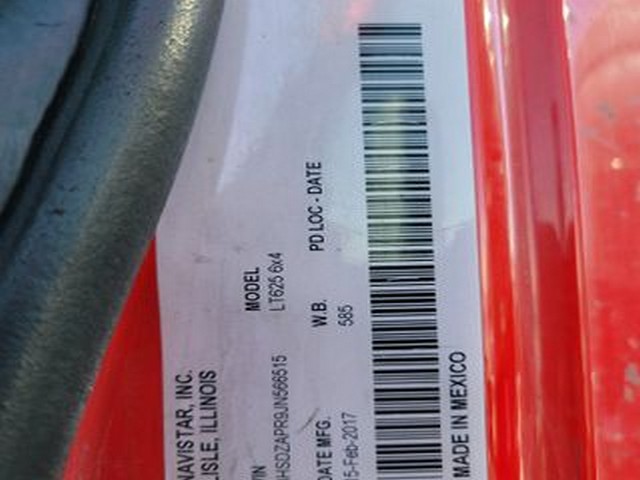 NAVISTAR, INC.
LISLE, ILLINOIS
MODEL
LT625 6x4
VIN
HSDZAPR9JN566515
W.B.
585
PD LOC - DATE
DATE MFG.
5-Feb-2017
MADE IN MEXICO